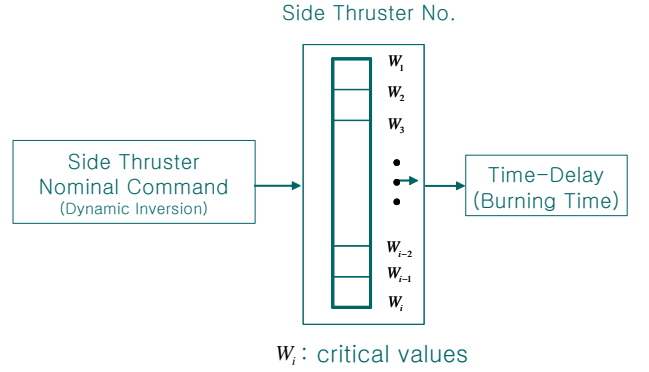 Side Thruster No.
W₁
W₂
W₃
Side Thruster
Nominal Command
(Dynamic Inversion)
Time-Delay
(Burning Time)
Wᵢ₋₂
Wᵢ₋₁
Wᵢ
Wᵢ : critical values